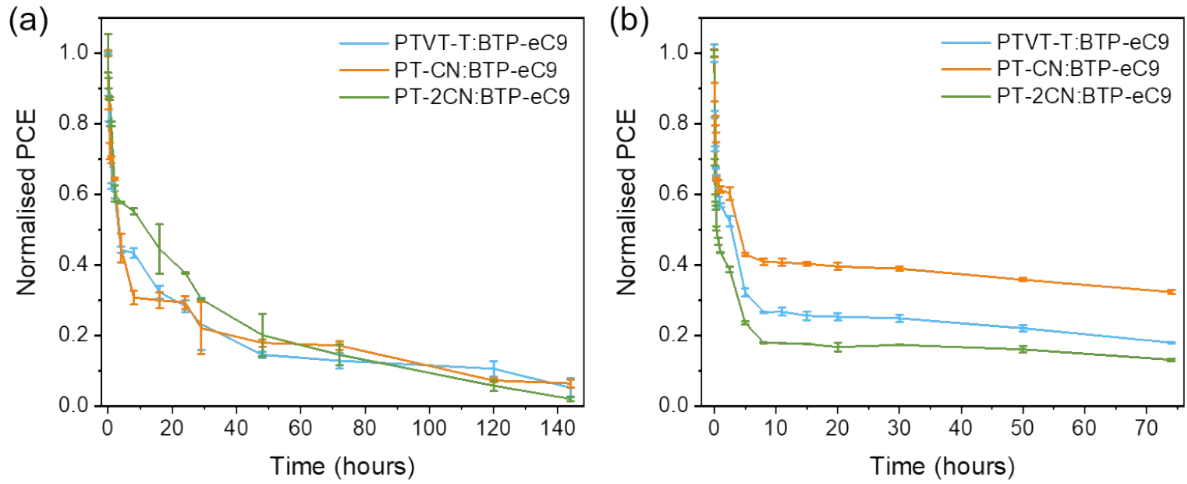 (a)
PTVT-T:BTP-eC9
PT-CN:BTP-eC9
PT-2CN:BTP-eC9
Normalised PCE
1.0
0.8
0.6
0.4
0.2
0.0
0 20 40 60 80 100 120 140
Time (hours)
(b)
PTVT-T:BTP-eC9
PT-CN:BTP-eC9
PT-2CN:BTP-eC9
Normalised PCE
1.0
0.8
0.6
0.4
0.2
0.0
0 10 20 30 40 50 60 70
Time (hours)